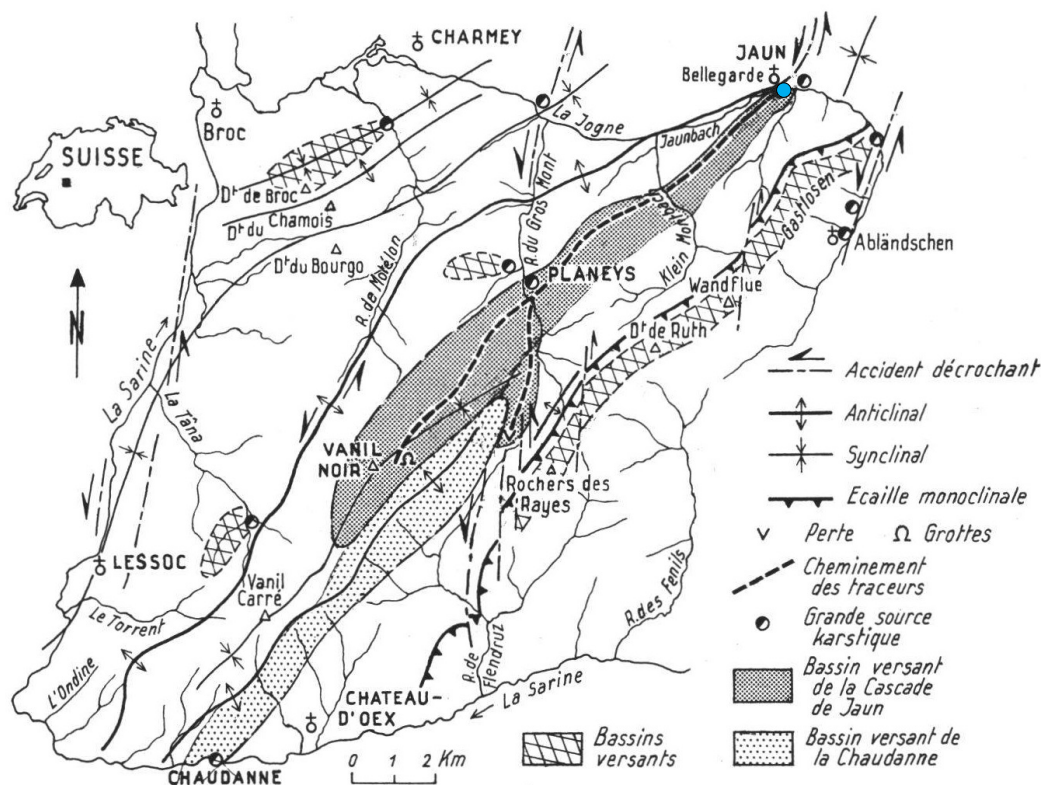 CHARMEY
JAUN
Bellegarde
Broc
La Jogne
Jaunbach
SUISSE
Dt de Broc
Dt du Chamois
Dt du Bourgo
R. de Motélon
R. du Gros Mont
PLANEYS
Klein Mont
Gastlosen
Abländschen
Wandflue
Dt de Ruth
N
La Sarine
La Tâna
VANIL
NOIR
Rochers des
Rayes
LESSOC
Vanil
Carré
Le Torrent
L'Ondine
R. de
Flendruz
R. des Fenils
La Sarine
CHATEAU-
D'OEX
CHAUDANNE
0 1 2 Km
Accident décrochant
Anticlinal
Synclinal
Ecaille monoclinale
Perte
Grottes
Cheminement
des traceurs
Grande source
karstique
Bassin versant
de la Cascade
de Jaun
Bassins
versants
Bassin versant de
la Chaudanne